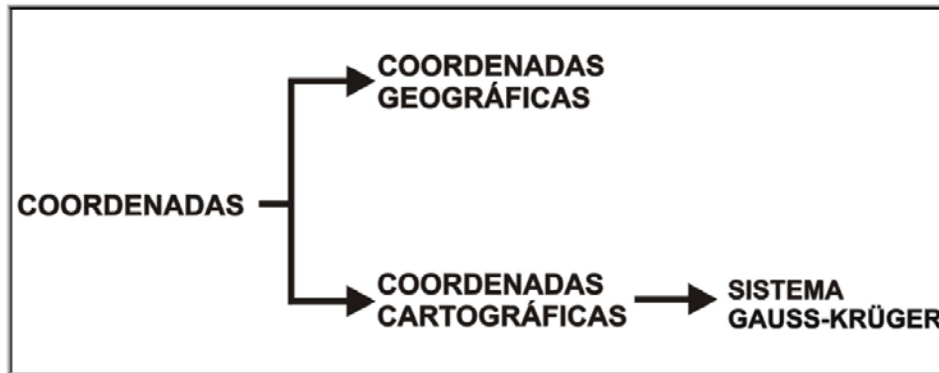 COORDENADAS
COORDENADAS
GEOGRÁFICAS
COORDENADAS
CARTOGRÁFICAS
SISTEMA
GAUSS-KRÜGER